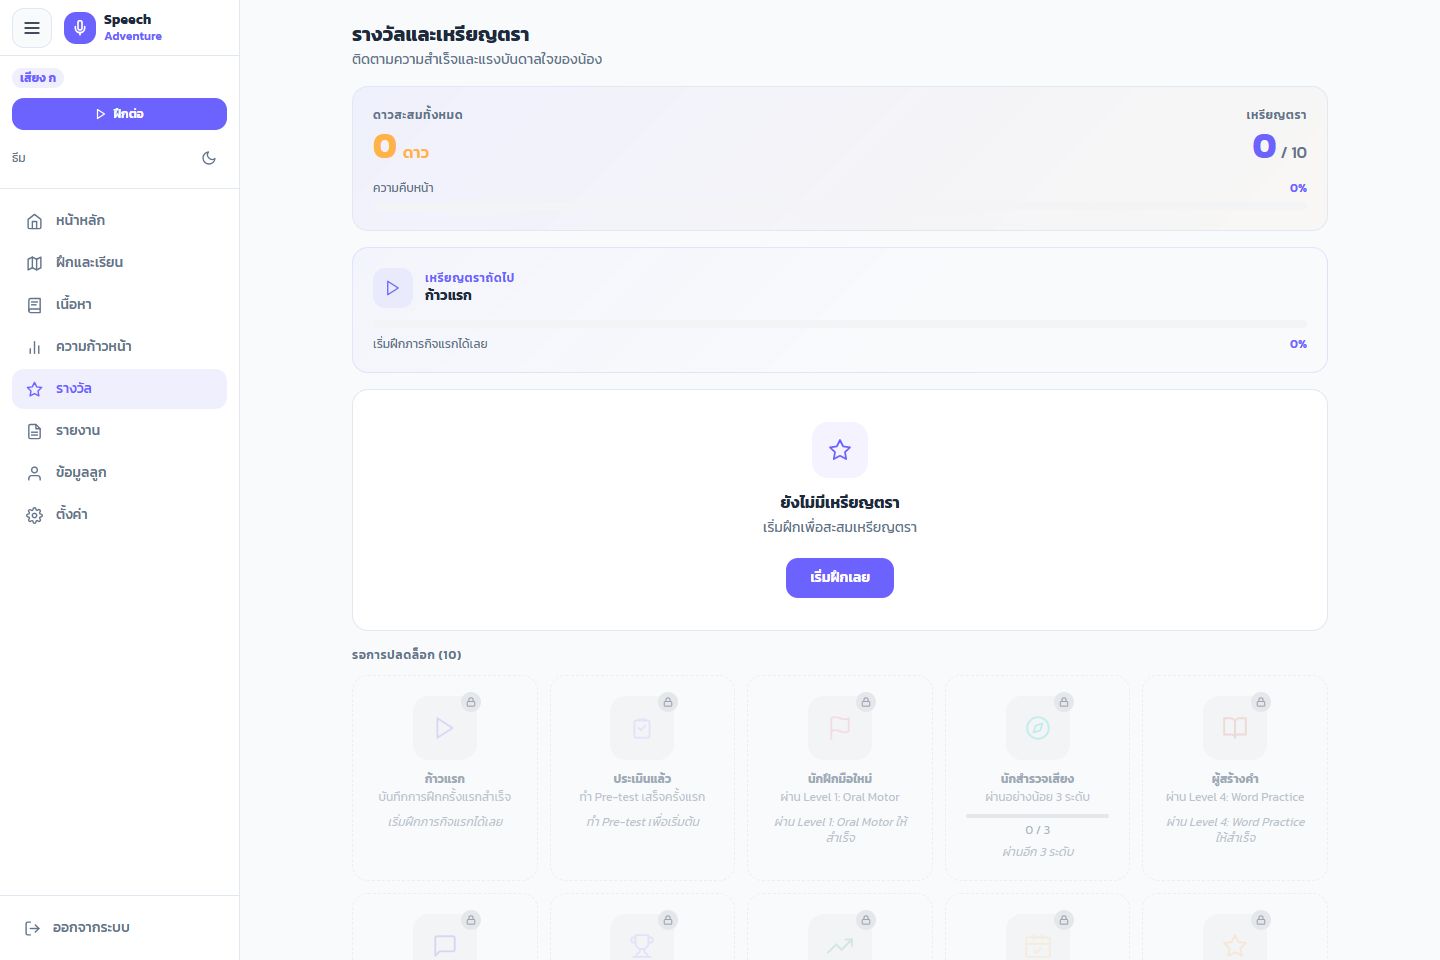 Speech
Adventure
เสียง ก
ฝึกต่อ
ธีม
หน้าหลัก
ฝึกและเรียน
เนื้อหา
ความก้าวหน้า
รางวัล
รายงาน
ข้อมูลลูก
ตั้งค่า
ออกจากระบบ
รางวัลและเหรียญตรา
ติดตามความสำเร็จและแรงบันดาลใจของน้อง
ดาวสะสมทั้งหมด
เหรียญตรา
0 ดาว
0 / 10
ความคืบหน้า
0%
เหรียญตราถัดไป
ก้าวแรก
เริ่มฝึกภารกิจแรกได้เลย
0%
ยังไม่มีเหรียญตรา
เริ่มฝึกเพื่อสะสมเหรียญตรา
เริ่มฝึกเลย
รอการปลดล็อก (10)
ก้าวแรก
บันทึกการฝึกครั้งแรกสำเร็จ
เริ่มฝึกภารกิจแรกได้เลย
ประเมินแล้ว
ทำ Pre-test เสร็จครั้งแรก
ทำ Pre-test เพื่อเริ่มต้น
นักฝึกมือใหม่
ผ่าน Level 1: Oral Motor
ผ่าน Level 1: Oral Motor ให้
สำเร็จ
นักสำรวจเสียง
ผ่านอย่างน้อย 3 ระดับ
0 / 3
ผ่านอีก 3 ระดับ
ผู้สร้างคำ
ผ่าน Level 4: Word Practice
ผ่าน Level 4: Word Practice
ให้สำเร็จ